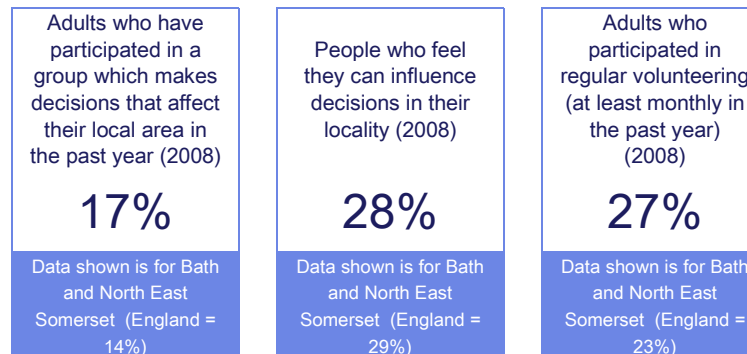 Adults who have
participated in a
group which makes
decisions that affect
their local area in
the past year (2008)
17%
Data shown is for Bath
and North East
Somerset (England =
14%)
People who feel
they can influence
decisions in their
locality (2008)
28%
Data shown is for Bath
and North East
Somerset (England =
29%)
Adults who
participated in
regular volunteering
(at least monthly in
the past year)
(2008)
27%
Data shown is for Bath
and North East
Somerset (England =
23%)